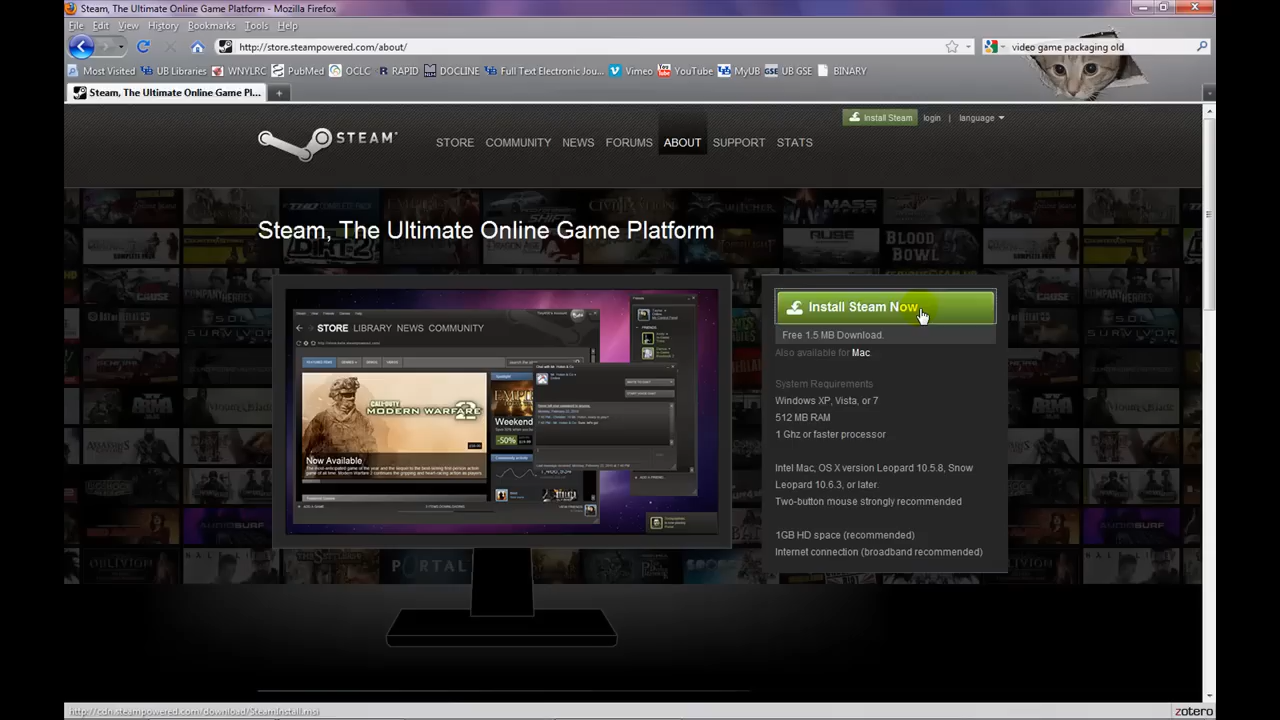 Steam, The Ultimate Online Game Platform - Mozilla Firefox
File Edit View History Bookmarks Tools Help
http://store.steampowered.com/about/
video game packaging old
Most Visited UB Libraries WNYLRC PubMed OCLC RAPID DOCLINE Full Text Electronic Jou... Vimeo YouTube MyUB GSE UB GSE BINARY
Steam, The Ultimate Online Game Pl...
Install Steam login | language
STEAM
STORE COMMUNITY NEWS FORUMS ABOUT SUPPORT STATS
Steam, The Ultimate Online Game Platform
STORE LIBRARY NEWS COMMUNITY
CALL OF DUTY
MODERN WARFARE 2
Now Available
Weekend
-50%
FRIENDS
Install Steam Now
Free 1.5 MB Download.
Also available for Mac
System Requirements
Windows XP, Vista, or 7
512 MB RAM
1 Ghz or faster processor
Intel Mac, OS X version Leopard 10.5.8, Snow
Leopard 10.6.3, or later.
Two-button mouse strongly recommended
1GB HD space (recommended)
Internet connection (broadband recommended)
BLOOD BOWL
RUSE
MASS EFFECT
PORTAL
http://cdn.steampowered.com/download/SteamInstall.msi
zotero